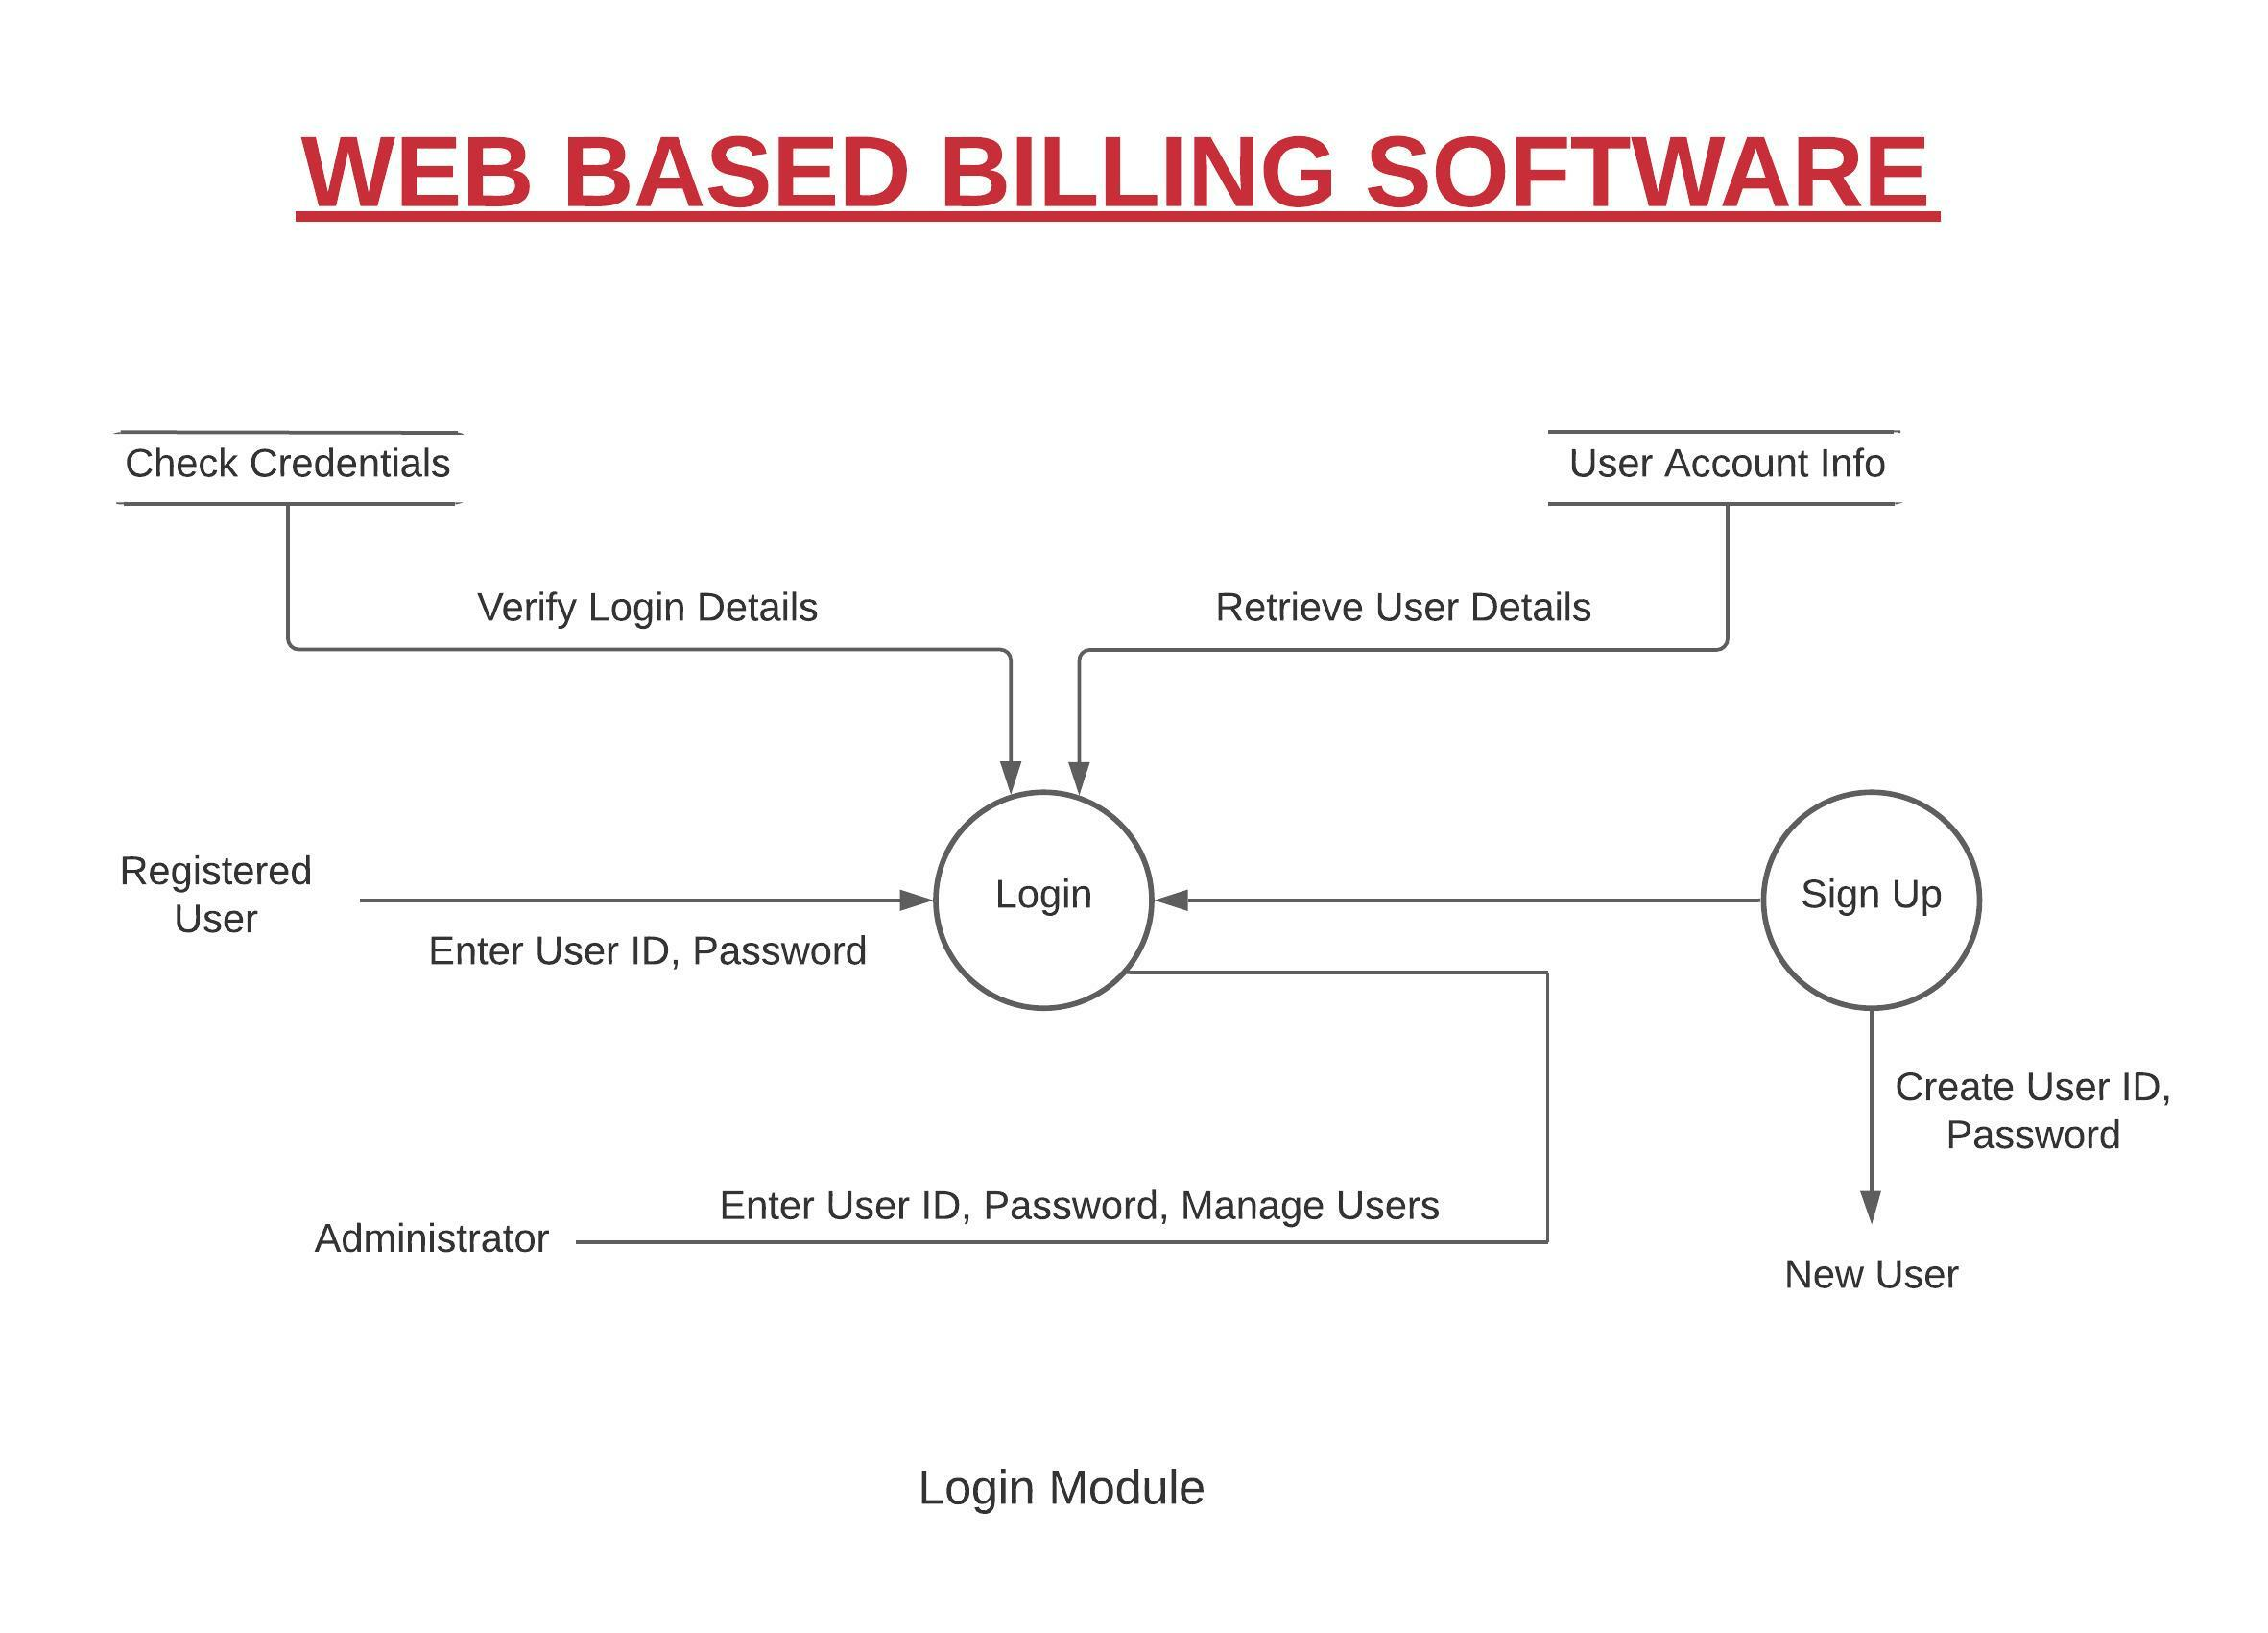 WEB BASED BILLING SOFTWARE
Check Credentials
User Account Info
Verify Login Details
Retrieve User Details
Registered
User
Login
Sign Up
Enter User ID, Password
Create User ID,
Password
Enter User ID, Password, Manage Users
Administrator
New User
Login Module